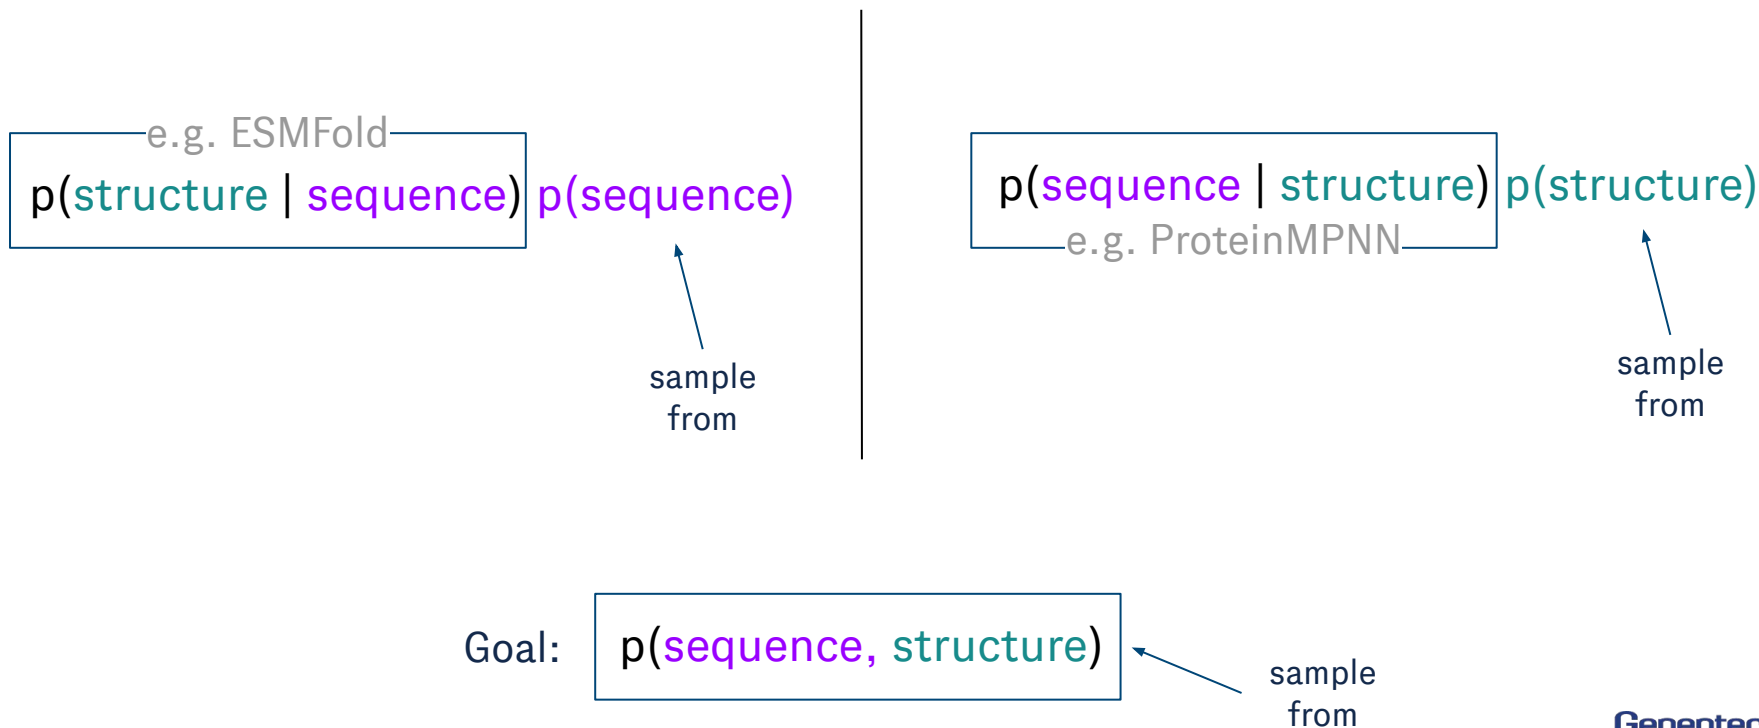 e.g. ESMFold
p(structure | sequence) p(sequence)
sample
from
p(sequence | structure) p(structure)
e.g. ProteinMPNN
sample
from
Goal:
p(sequence, structure)
sample
from